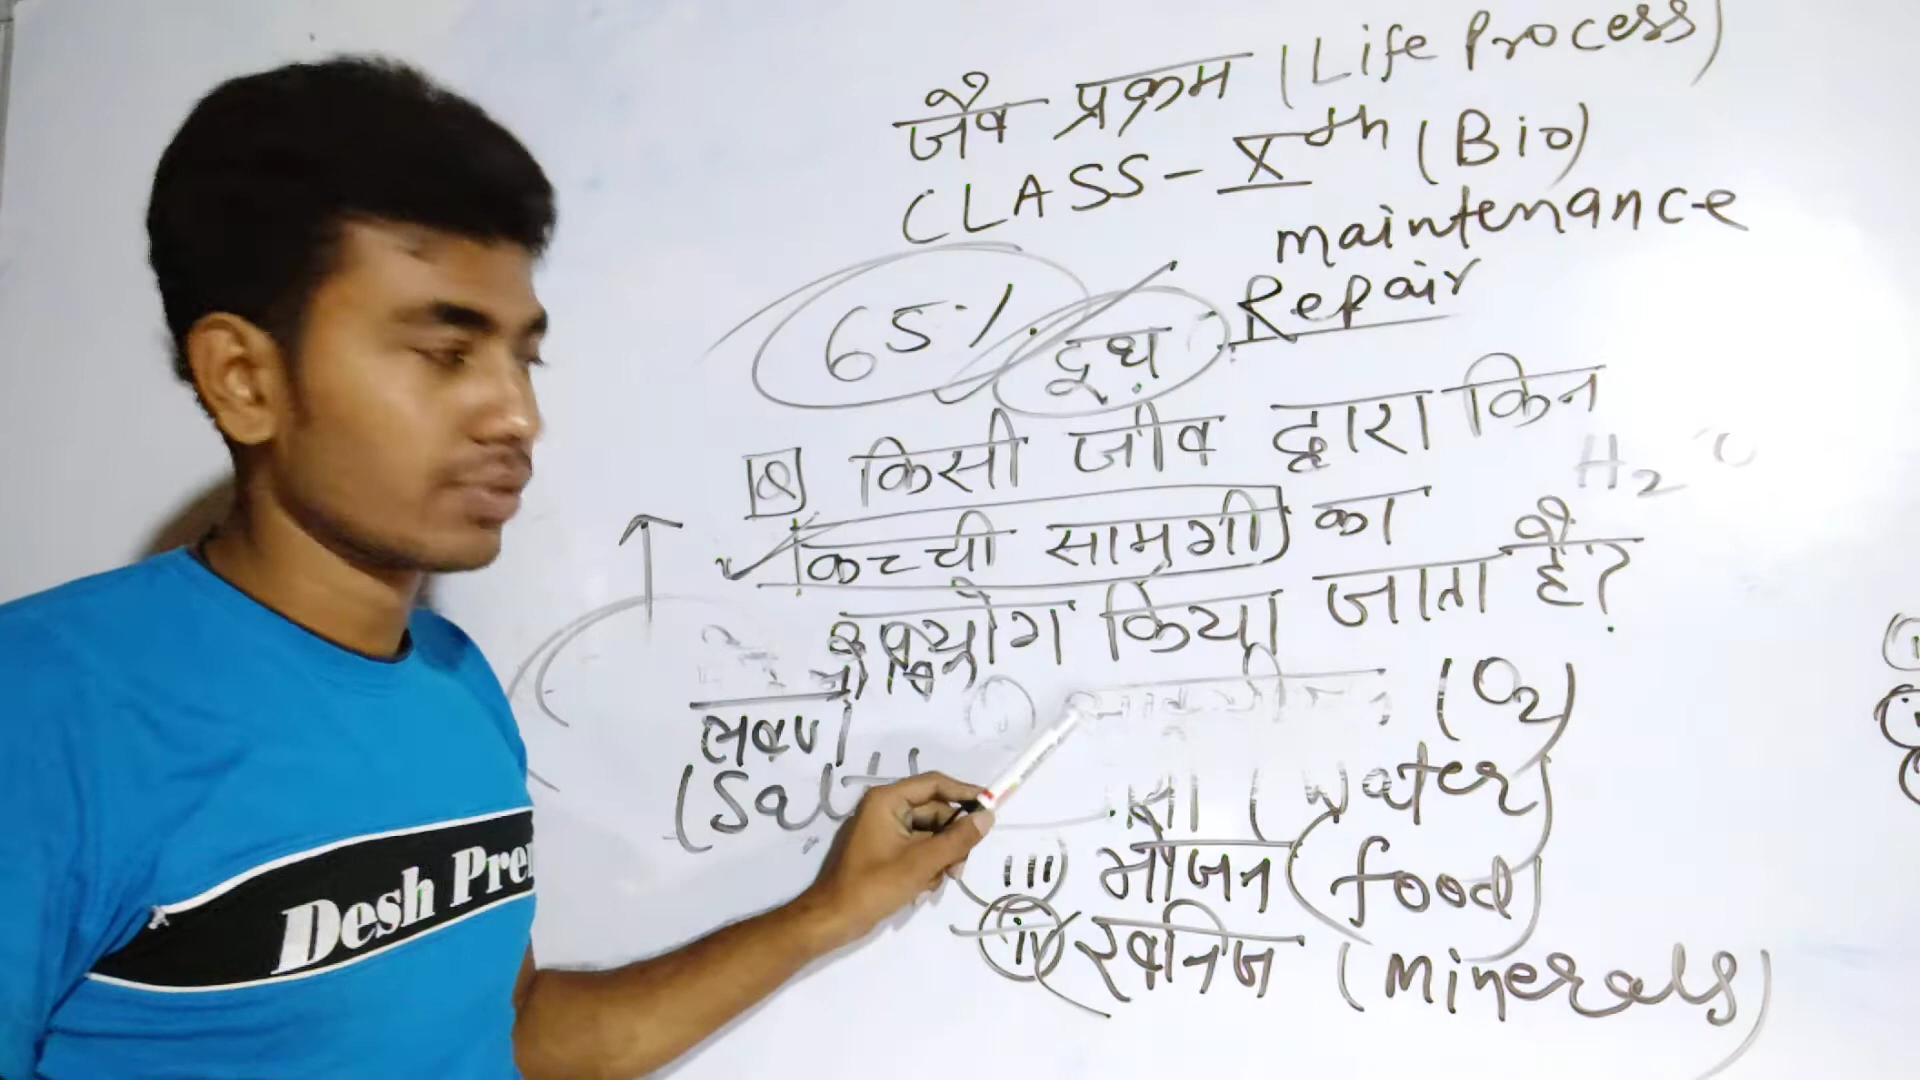 जैव प्रक्रम (Life Process)
CLASS - Xth (Bio)
maintenance
65% दूध Repair
Q किसी जीव द्वारा किन
H2O
कच्ची सामग्री का
उपयोग किया जाता है?
(O2)
लवण
(Salt
(Water)
iii) भोजन (food)
iv) खनिज (Minerals)
Desh Pre